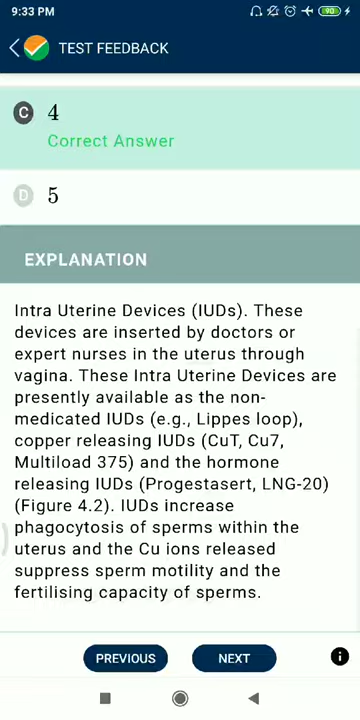 9:33 PM
90
TEST FEEDBACK
C 4
Correct Answer
D 5
EXPLANATION
Intra Uterine Devices (IUDs). These
devices are inserted by doctors or
expert nurses in the uterus through
vagina. These Intra Uterine Devices are
presently available as the non-
medicated IUDs (e.g., Lippes loop),
copper releasing IUDs (CuT, Cu7,
Multiload 375) and the hormone
releasing IUDs (Progestasert, LNG-20)
(Figure 4.2). IUDs increase
phagocytosis of sperms within the
uterus and the Cu ions released
suppress sperm motility and the
fertilising capacity of sperms.
PREVIOUS NEXT